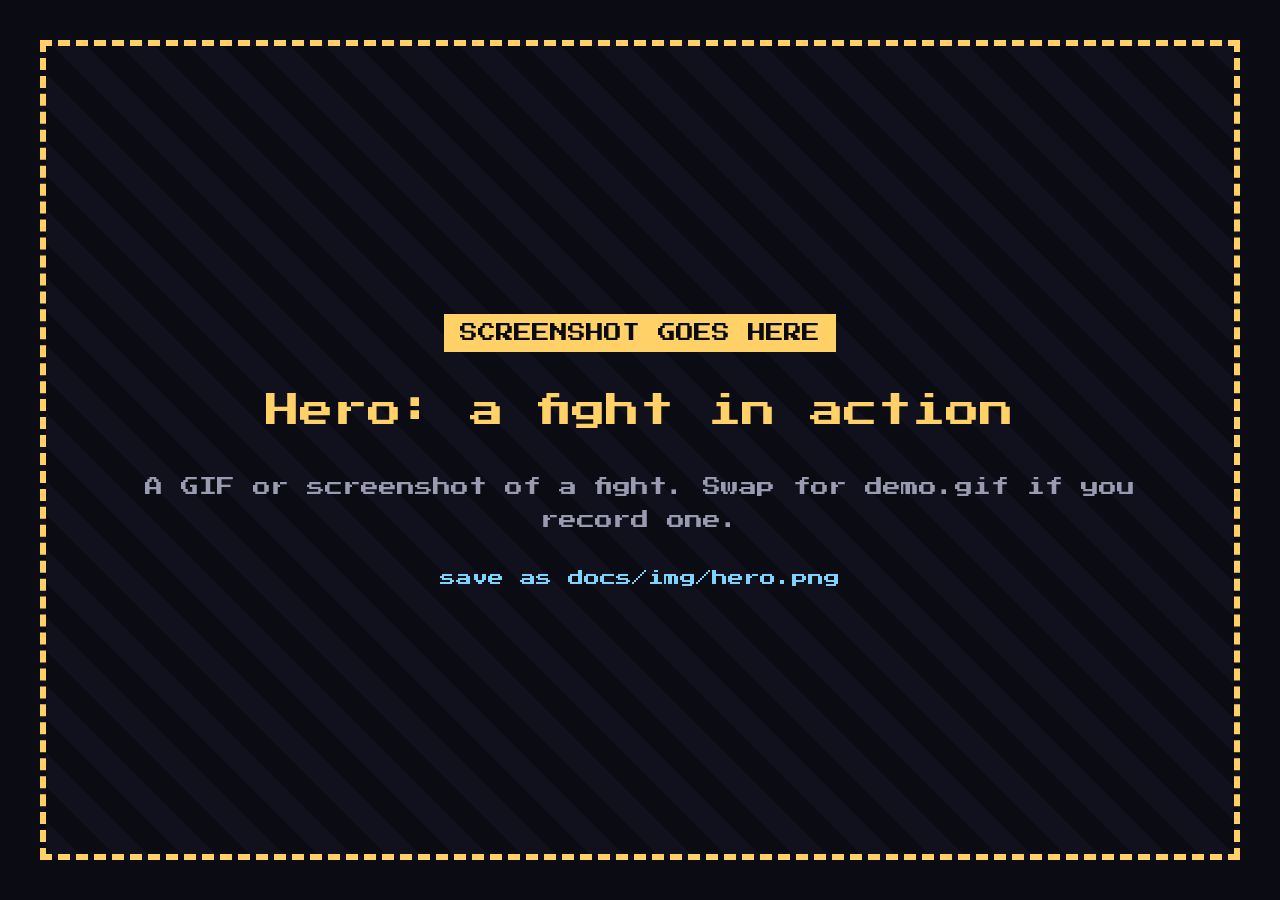 SCREENSHOT GOES HERE
Hero: a fight in action
A GIF or screenshot of a fight. Swap for demo.gif if you
record one.
save as docs/img/hero.png